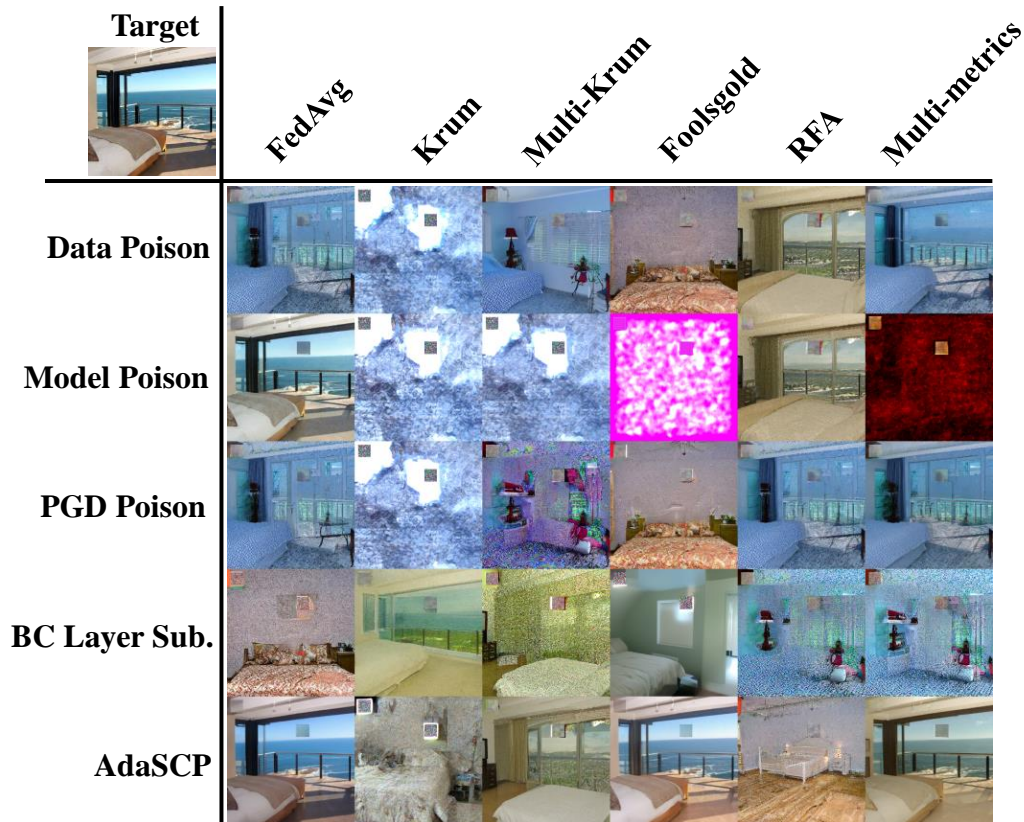 Target
FedAvg
Krum
Multi-Krum
Foolsgold
RFA
Multi-metrics
Data Poison
Model Poison
PGD Poison
BC Layer Sub.
AdaSCP